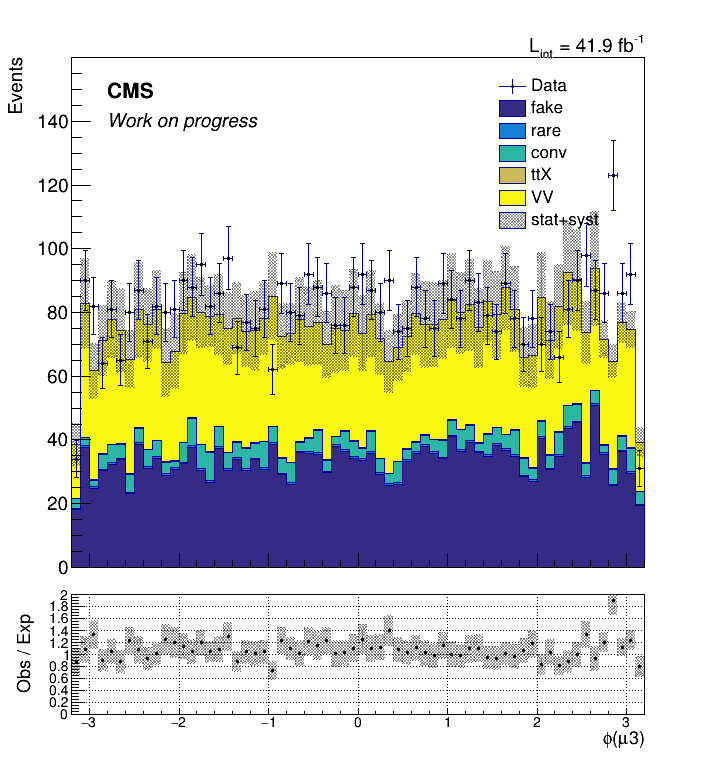 L_int = 41.9 fb^-1
Events
CMS
Work on progress
Data
fake
rare
conv
ttX
VV
stat+syst
140
120
100
80
60
40
20
0
Obs / Exp
2
1.8
1.6
1.4
1.2
1
0.8
0.6
0.4
0.2
0
−3 −2 −1 0 1 2 3
ϕ(μ3)